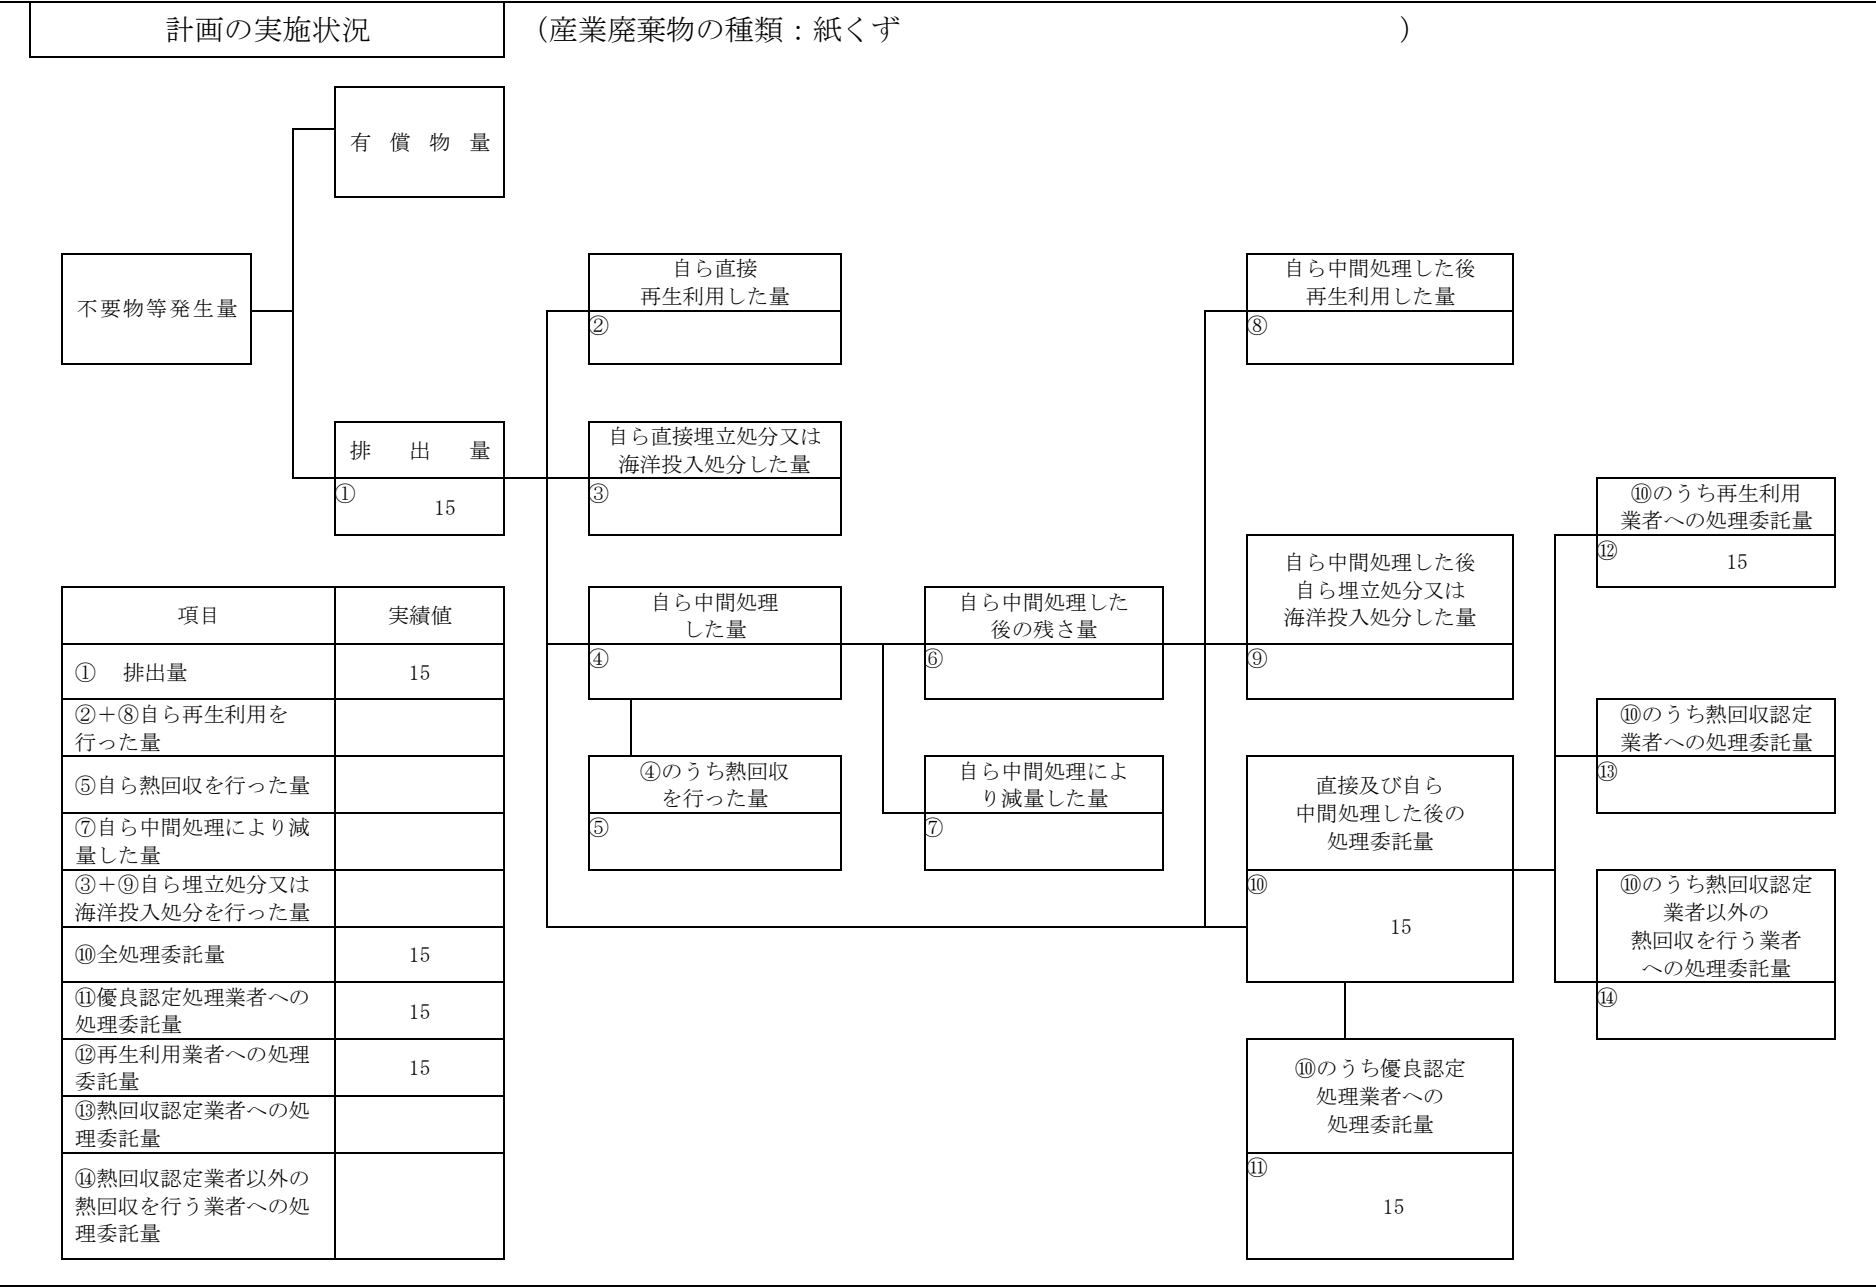 計画の実施状況
（産業廃棄物の種類：紙くず　）
有償物量
不要物等発生量
自ら直接
再生利用した量
②
自ら中間処理した後
再生利用した量
⑧
排出量
①
15
自ら直接埋立処分又は
海洋投入処分した量
③
⑩のうち再生利用
業者への処理委託量
⑫
15
自ら中間処理した後
自ら埋立処分又は
海洋投入処分した量
⑨
自ら中間処理
した量
④
自ら中間処理した
後の残さ量
⑥
④のうち熱回収
を行った量
⑤
自ら中間処理によ
り減量した量
⑦
直接及び自ら
中間処理した後の
処理委託量
⑩
15
⑩のうち熱回収認定
業者への処理委託量
⑬
⑩のうち熱回収認定
業者以外の
熱回収を行う業者
への処理委託量
⑭
⑩のうち優良認定
処理業者への
処理委託量
⑪
15
項目 実績値
① 排出量 15
②＋⑧自ら再生利用を
行った量
⑤自ら熱回収を行った量
⑦自ら中間処理により減
量した量
③＋⑨自ら埋立処分又は
海洋投入処分を行った量
⑩全処理委託量 15
⑪優良認定処理業者への
処理委託量 15
⑫再生利用業者への処理
委託量 15
⑬熱回収認定業者への処
理委託量
⑭熱回収認定業者以外の
熱回収を行う業者への処
理委託量